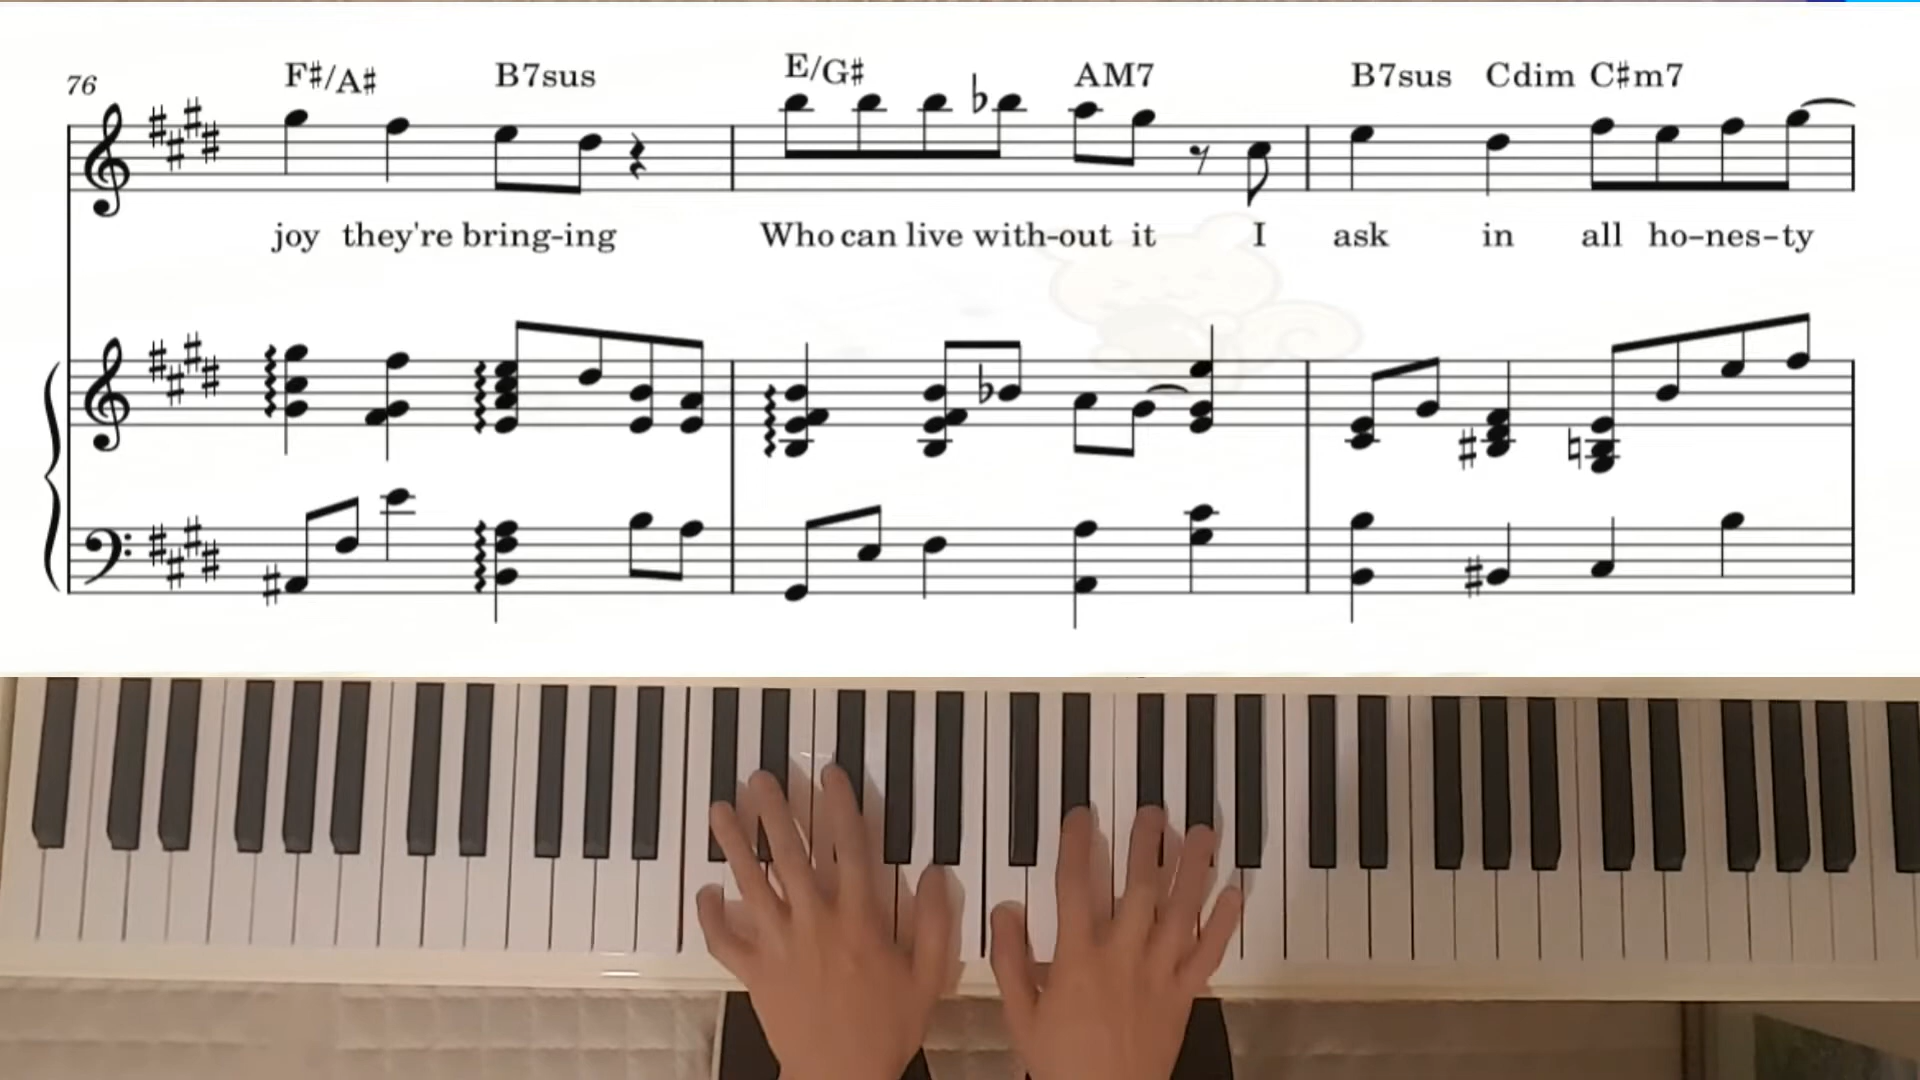 76
F♯/A♯ B7sus E/G♯ AM7 B7sus Cdim C♯m7
joy they're bring-ing Who can live with-out it I ask in all ho-nes-ty